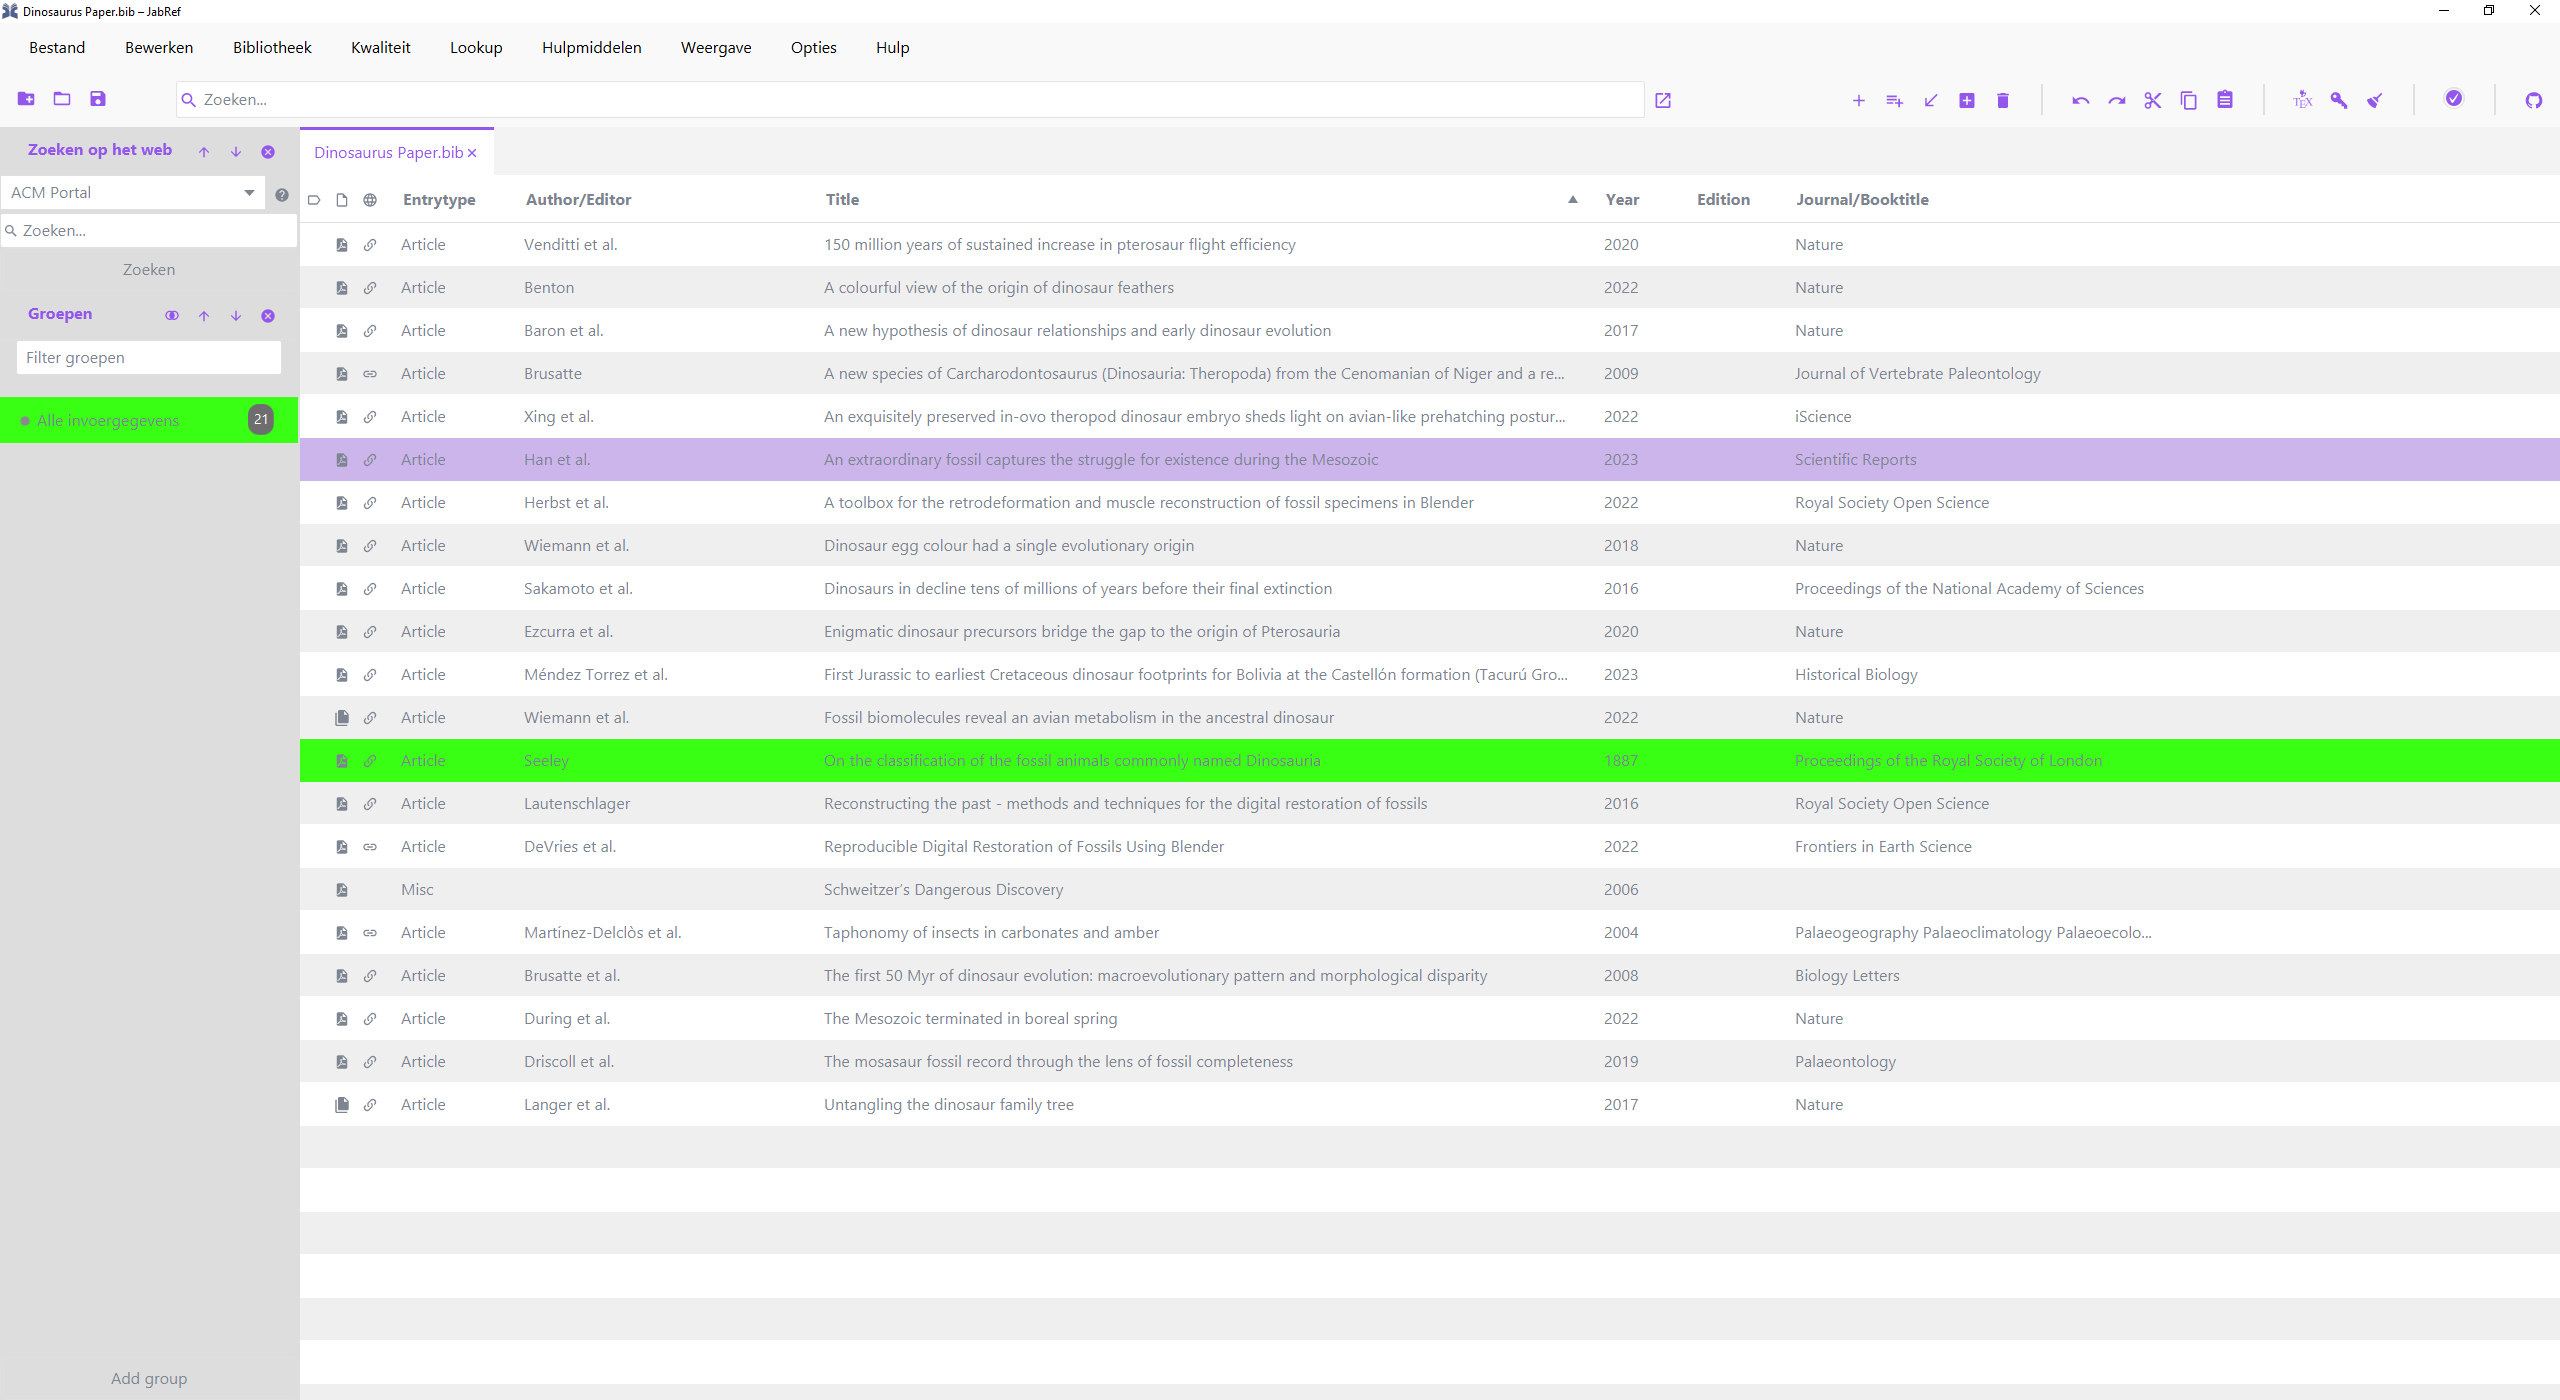 Dinosaurus Paper.bib – JabRef
Bestand Bewerken Bibliotheek Kwaliteit Lookup Hulpmiddelen Weergave Opties Hulp
Zoeken...
TEX
Zoeken op het web
ACM Portal
Zoeken...
Zoeken
Groepen
Filter groepen
Alle invoergegevens 21
Add group
Dinosaurus Paper.bib
Entrytype Author/Editor Title Year Edition Journal/Booktitle
Article Venditti et al. 150 million years of sustained increase in pterosaur flight efficiency 2020 Nature
Article Benton A colourful view of the origin of dinosaur feathers 2022 Nature
Article Baron et al. A new hypothesis of dinosaur relationships and early dinosaur evolution 2017 Nature
Article Brusatte A new species of Carcharodontosaurus (Dinosauria: Theropoda) from the Cenomanian of Niger and a re... 2009 Journal of Vertebrate Paleontology
Article Xing et al. An exquisitely preserved in-ovo theropod dinosaur embryo sheds light on avian-like prehatching postur... 2022 iScience
Article Han et al. An extraordinary fossil captures the struggle for existence during the Mesozoic 2023 Scientific Reports
Article Herbst et al. A toolbox for the retrodeformation and muscle reconstruction of fossil specimens in Blender 2022 Royal Society Open Science
Article Wiemann et al. Dinosaur egg colour had a single evolutionary origin 2018 Nature
Article Sakamoto et al. Dinosaurs in decline tens of millions of years before their final extinction 2016 Proceedings of the National Academy of Sciences
Article Ezcurra et al. Enigmatic dinosaur precursors bridge the gap to the origin of Pterosauria 2020 Nature
Article Méndez Torrez et al. First Jurassic to earliest Cretaceous dinosaur footprints for Bolivia at the Castellón formation (Tacurú Gro... 2023 Historical Biology
Article Wiemann et al. Fossil biomolecules reveal an avian metabolism in the ancestral dinosaur 2022 Nature
Article Seeley On the classification of the fossil animals commonly named Dinosauria 1887 Proceedings of the Royal Society of London
Article Lautenschlager Reconstructing the past - methods and techniques for the digital restoration of fossils 2016 Royal Society Open Science
Article DeVries et al. Reproducible Digital Restoration of Fossils Using Blender 2022 Frontiers in Earth Science
Misc Schweitzer’s Dangerous Discovery 2006
Article Martínez-Delclòs et al. Taphonomy of insects in carbonates and amber 2004 Palaeogeography Palaeoclimatology Palaeoecolo...
Article Brusatte et al. The first 50 Myr of dinosaur evolution: macroevolutionary pattern and morphological disparity 2008 Biology Letters
Article During et al. The Mesozoic terminated in boreal spring 2022 Nature
Article Driscoll et al. The mosasaur fossil record through the lens of fossil completeness 2019 Palaeontology
Article Langer et al. Untangling the dinosaur family tree 2017 Nature